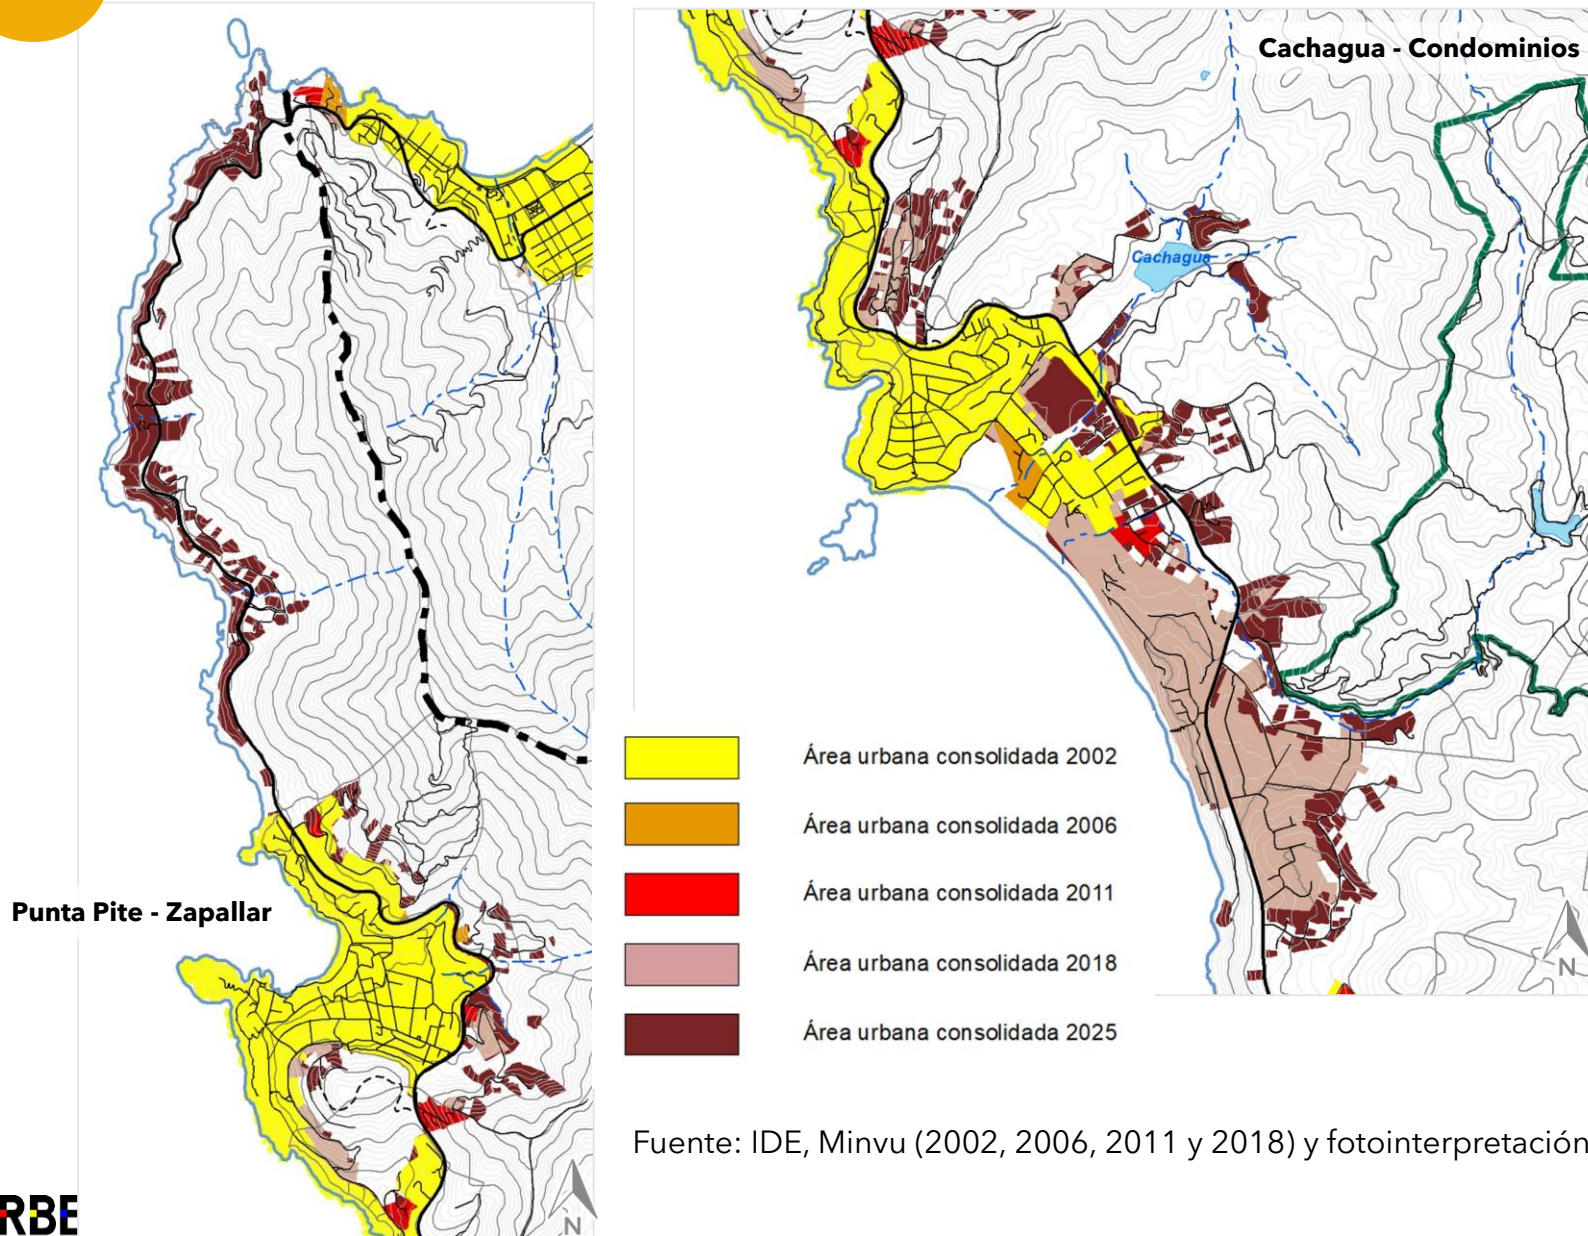 Cachagua - Condominios
Cachagua
Área urbana consolidada 2002
Área urbana consolidada 2006
Área urbana consolidada 2011
Área urbana consolidada 2018
Área urbana consolidada 2025
Punta Pite - Zapallar
N
N
Fuente: IDE, Minvu (2002, 2006, 2011 y 2018) y fotointerpretación
RBE